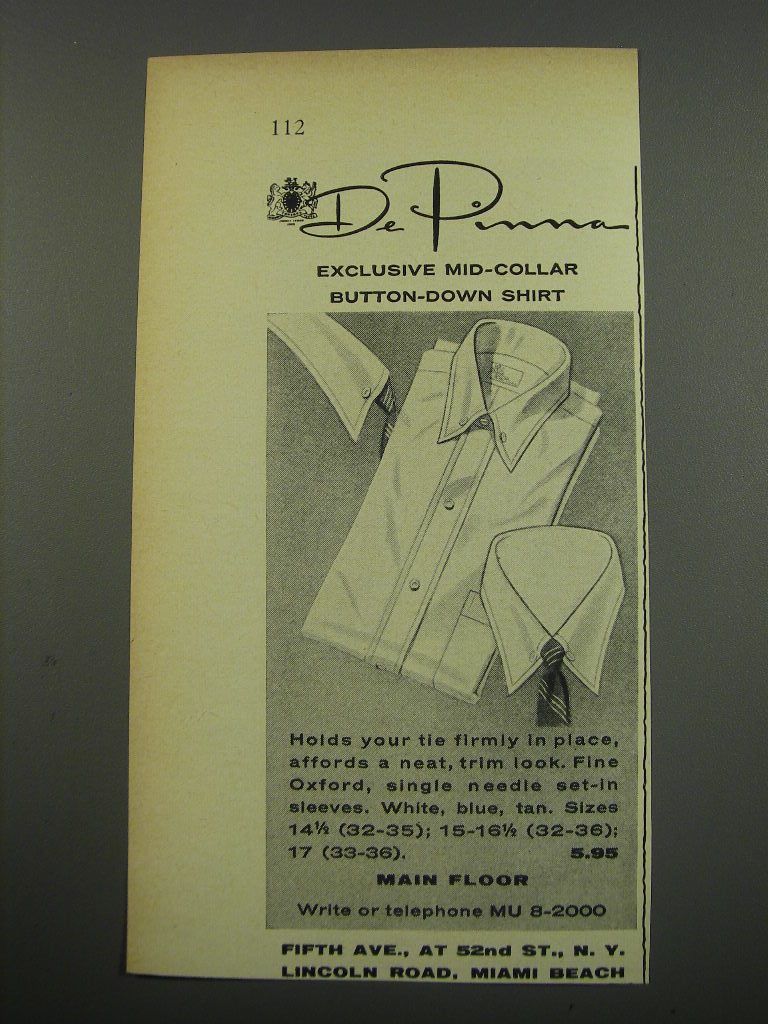 112
De Pinna
EXCLUSIVE MID-COLLAR
BUTTON-DOWN SHIRT
Holds your tie firmly in place,
affords a neat, trim look. Fine
Oxford, single needle set-in
sleeves. White, blue, tan. Sizes
14½ (32-35); 15-16½ (32-36);
17 (33-36). 5.95
MAIN FLOOR
Write or telephone MU 8-2000
FIFTH AVE., AT 52nd ST., N. Y.
LINCOLN ROAD, MIAMI BEACH